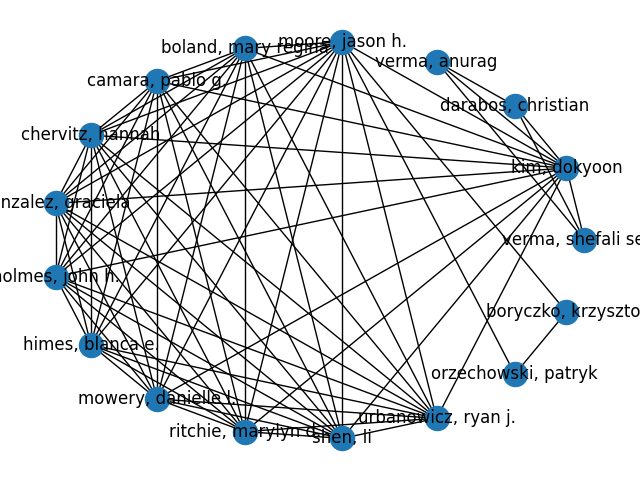 moore, jason h.
boland, mary regina
verma, anurag
camara, pablo g.
darabos, christian
chervitz, hannah
kim, dokyoon
nzalez, graciela
verma, shefali se
holmes, john h.
boryczko, krzyszto
himes, blanca e.
orzechowski, patryk
mowery, danielle l.
urbanowicz, ryan j.
ritchie, marylyn d.
shen, li